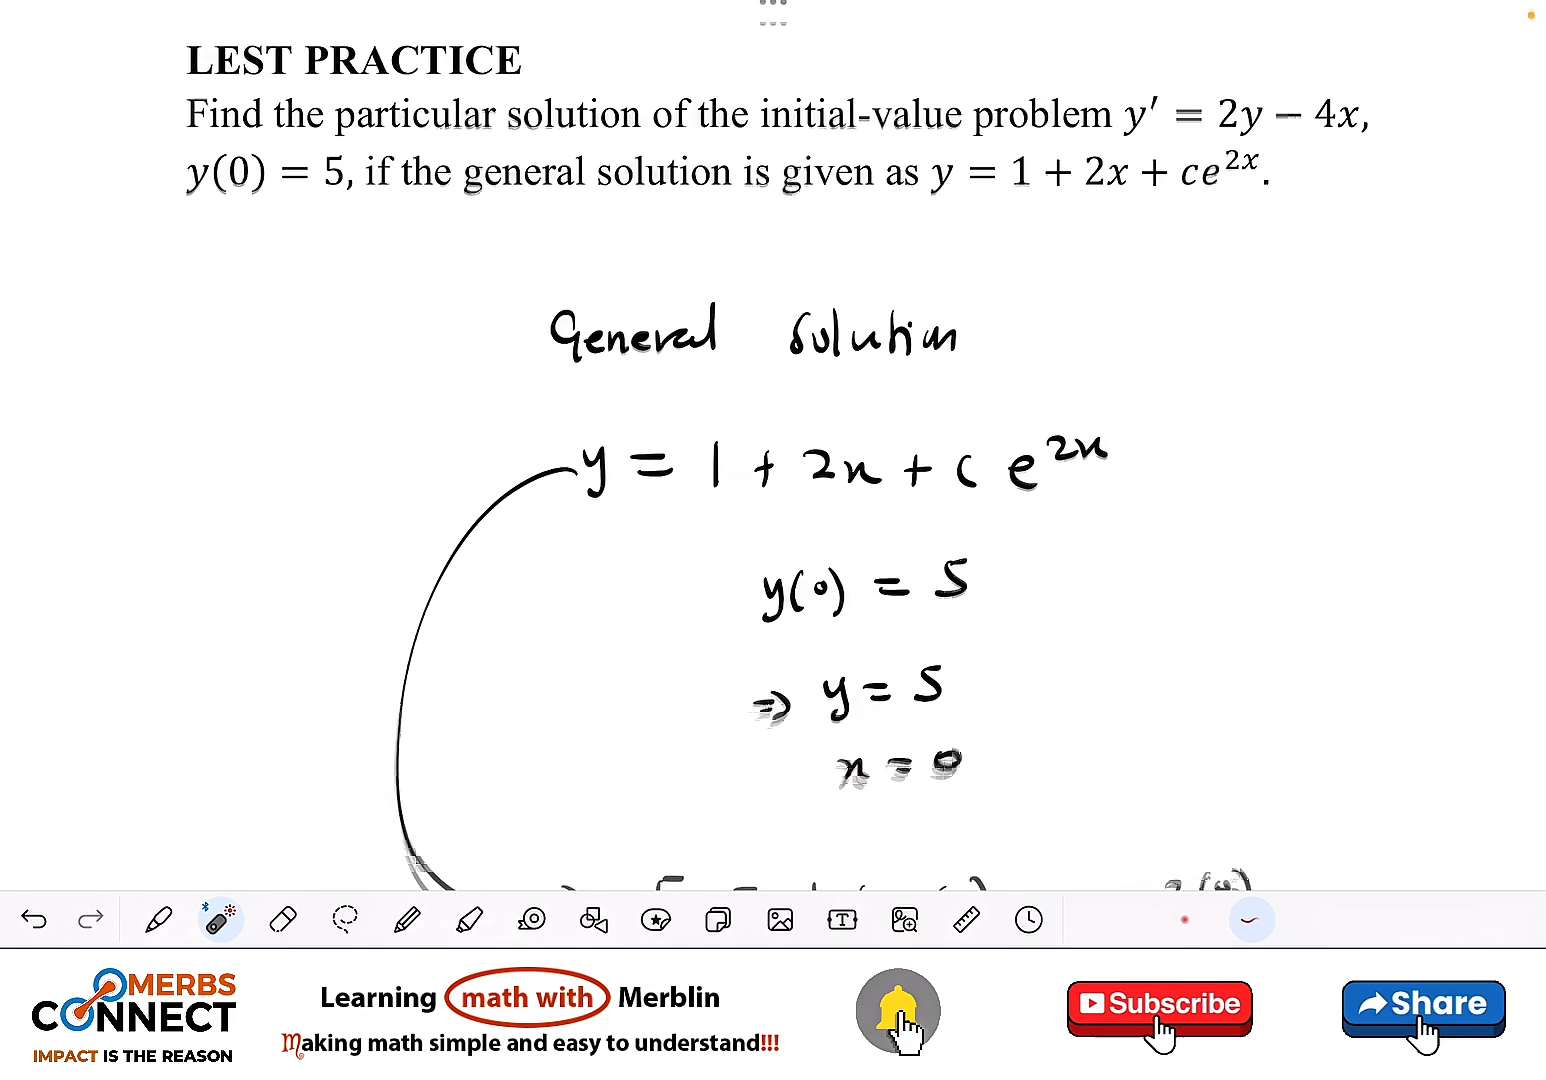 LEST PRACTICE
Find the particular solution of the initial-value problem y′ = 2y − 4x,
y(0) = 5, if the general solution is given as y = 1 + 2x + ce^{2x}.
General Solution
y = 1 + 2x + c e^{2x}
y(0) = 5
⇒ y = 5
x = 0
MERBS
CONNECT
IMPACT IS THE REASON
Learning math with Merblin
Making math simple and easy to understand!!!
Subscribe
Share